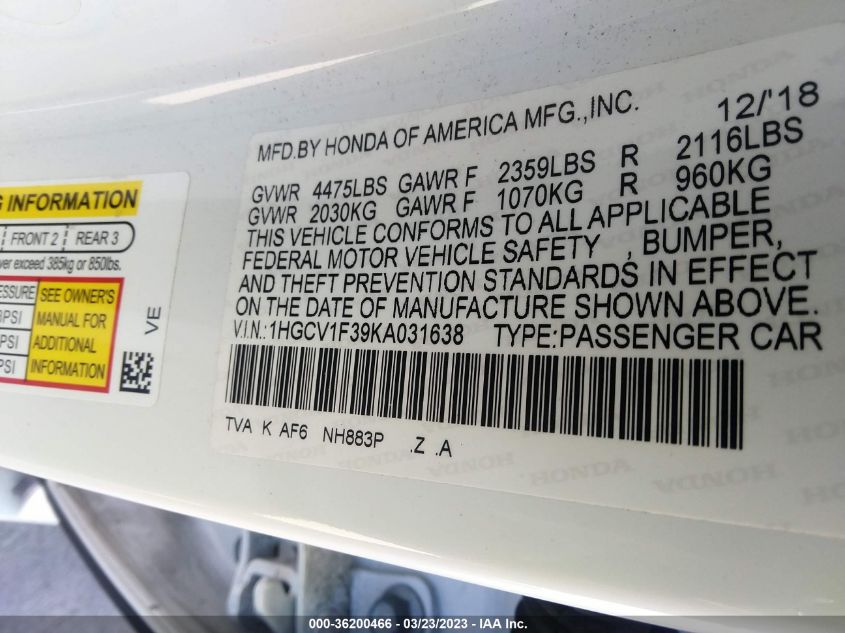 MFD.BY HONDA OF AMERICA MFG.,INC. 12/'18
GVWR 4475LBS GAWR F 2359LBS R 2116LBS
GVWR 2030KG GAWR F 1070KG R 960KG
THIS VEHICLE CONFORMS TO ALL APPLICABLE
FEDERAL MOTOR VEHICLE SAFETY , BUMPER,
AND THEFT PREVENTION STANDARDS IN EFFECT
ON THE DATE OF MANUFACTURE SHOWN ABOVE.
V.I.N.:1HGCV1F39KA031638 TYPE:PASSENGER CAR
TVA K AF6 NH883P .Z .A
INFORMATION
FRONT 2 REAR 3
exceed 385kg or 850lbs.
SEE OWNER'S
MANUAL FOR
ADDITIONAL
INFORMATION
PSI
PSI
PSI
VE
HONDA
000-36200466 - 03/23/2023 - IAA Inc.